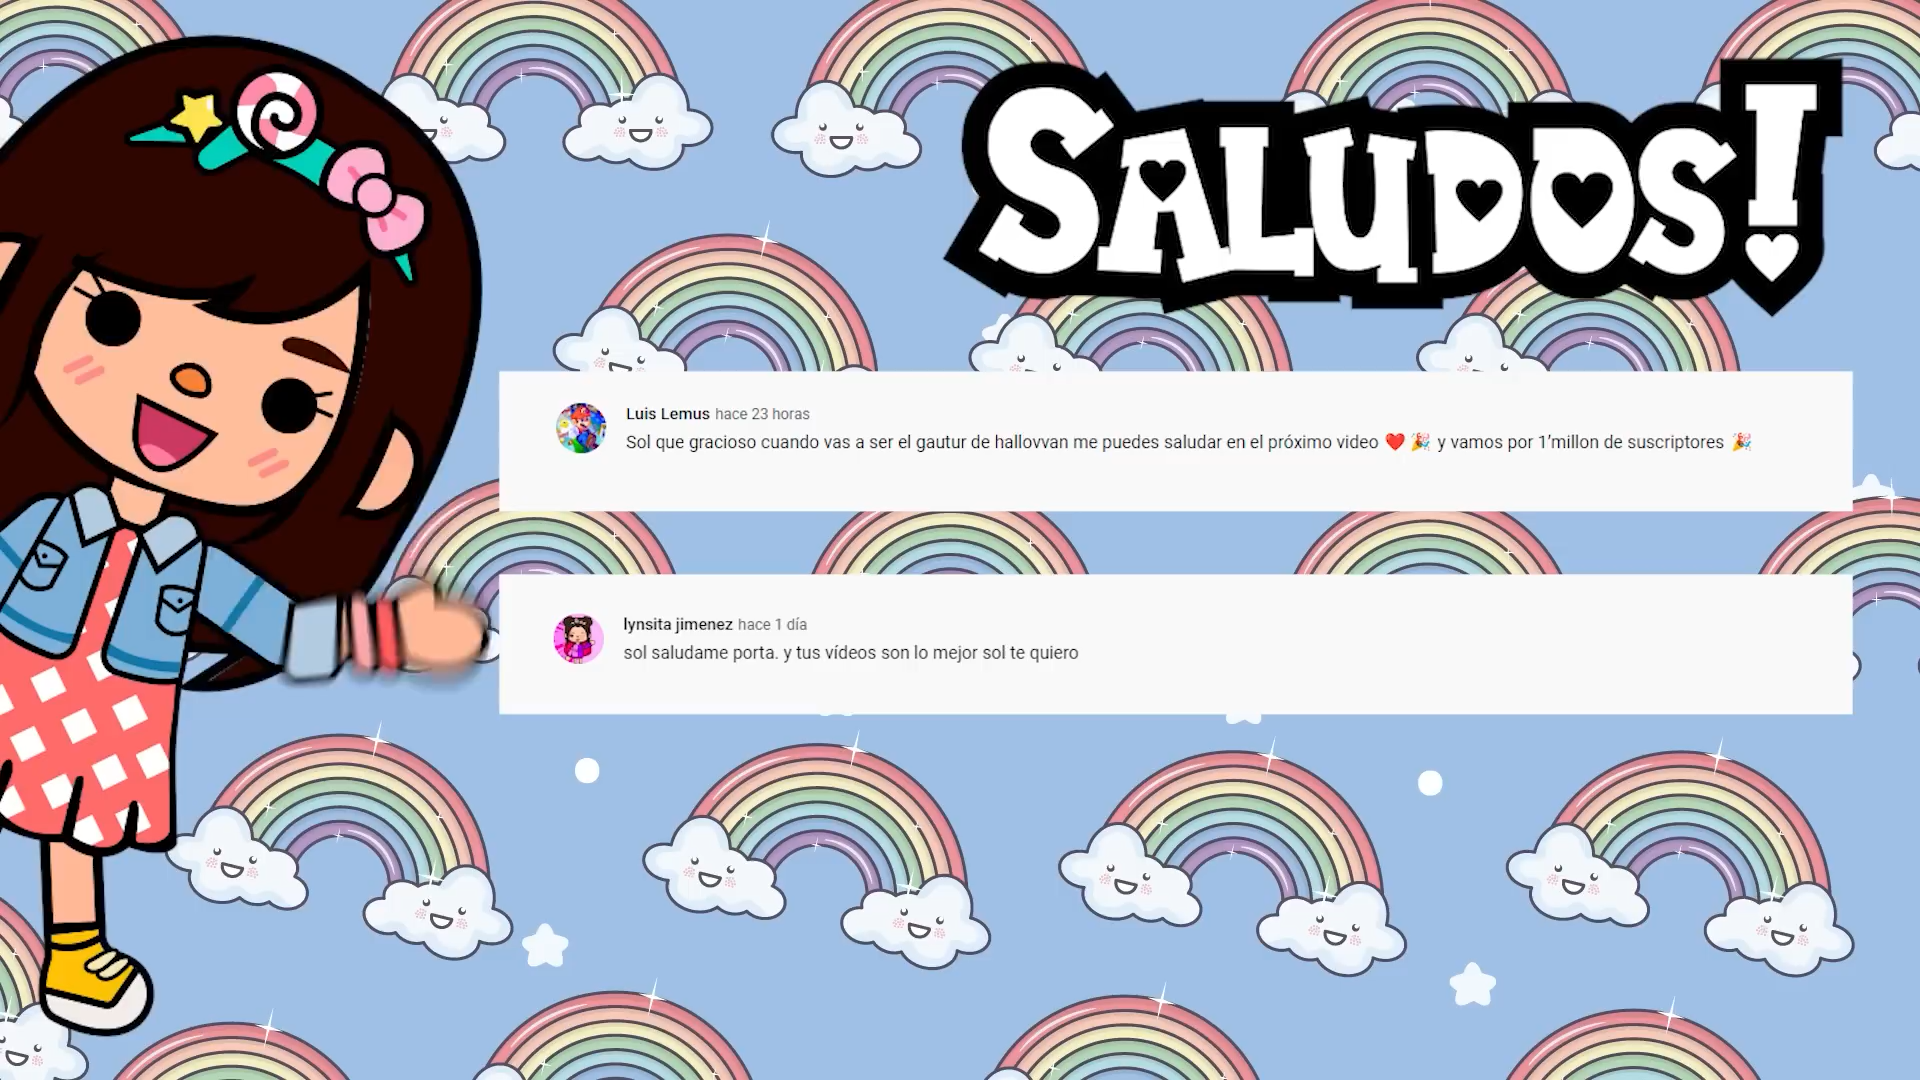 SALUDOS!
Luis Lemus hace 23 horas
Sol que gracioso cuando vas a ser el gautur de hallovvan me puedes saludar en el próximo video ❤️ 🎉 y vamos por 1'millon de suscriptores 🎉
lynsita jimenez hace 1 día
sol saludame porta. y tus vídeos son lo mejor sol te quiero